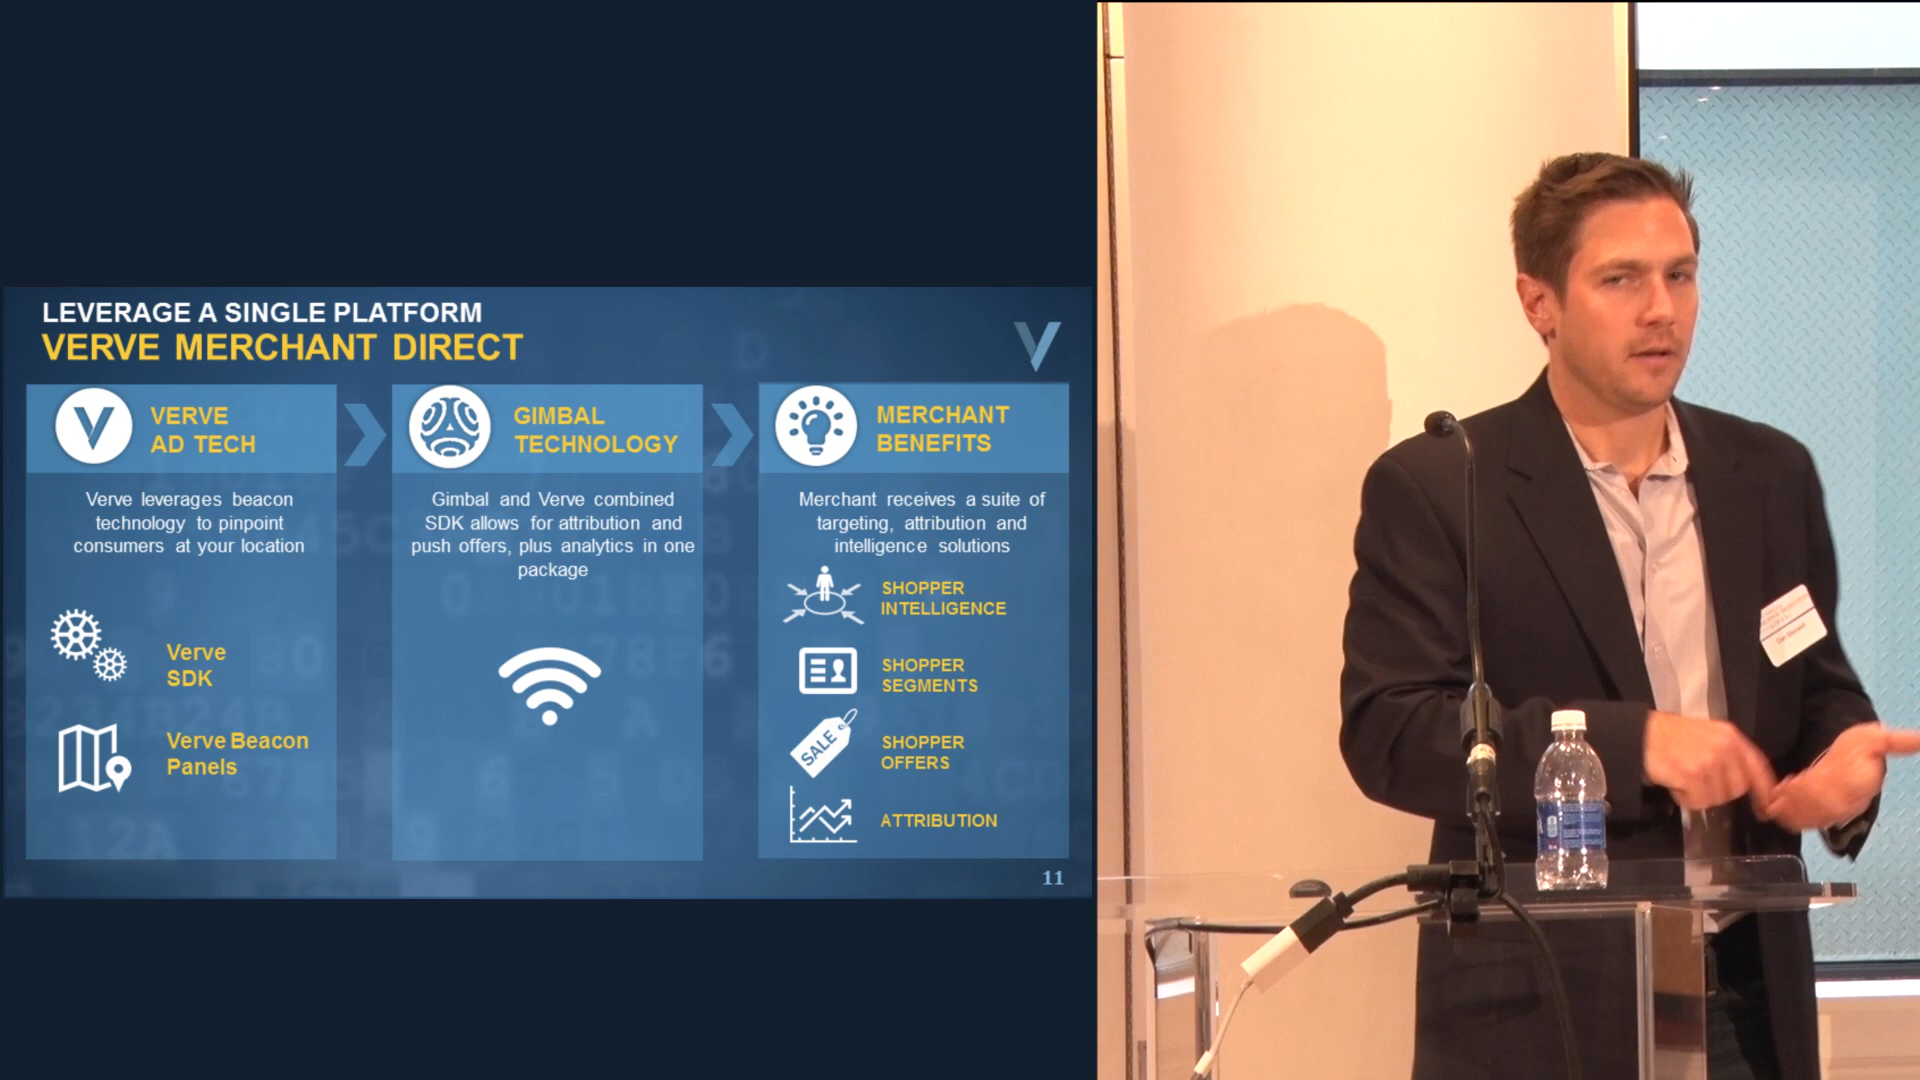 LEVERAGE A SINGLE PLATFORM
VERVE MERCHANT DIRECT
VERVE
AD TECH
Verve leverages beacon
technology to pinpoint
consumers at your location
Verve
SDK
Verve Beacon
Panels
GIMBAL
TECHNOLOGY
Gimbal and Verve combined
SDK allows for attribution and
push offers, plus analytics in one
package
MERCHANT
BENEFITS
Merchant receives a suite of
targeting, attribution and
intelligence solutions
SHOPPER
INTELLIGENCE
SHOPPER
SEGMENTS
SALE
SHOPPER
OFFERS
ATTRIBUTION
11